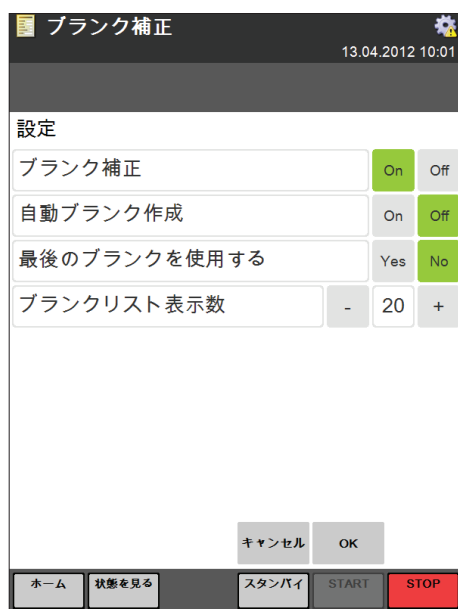 ブランク補正
13.04.2012 10:01
設定
ブランク補正 On Off
自動ブランク作成 On Off
最後のブランクを使用する Yes No
ブランクリスト表示数 - 20 +
キャンセル OK
ホーム 状態を見る スタンバイ START STOP